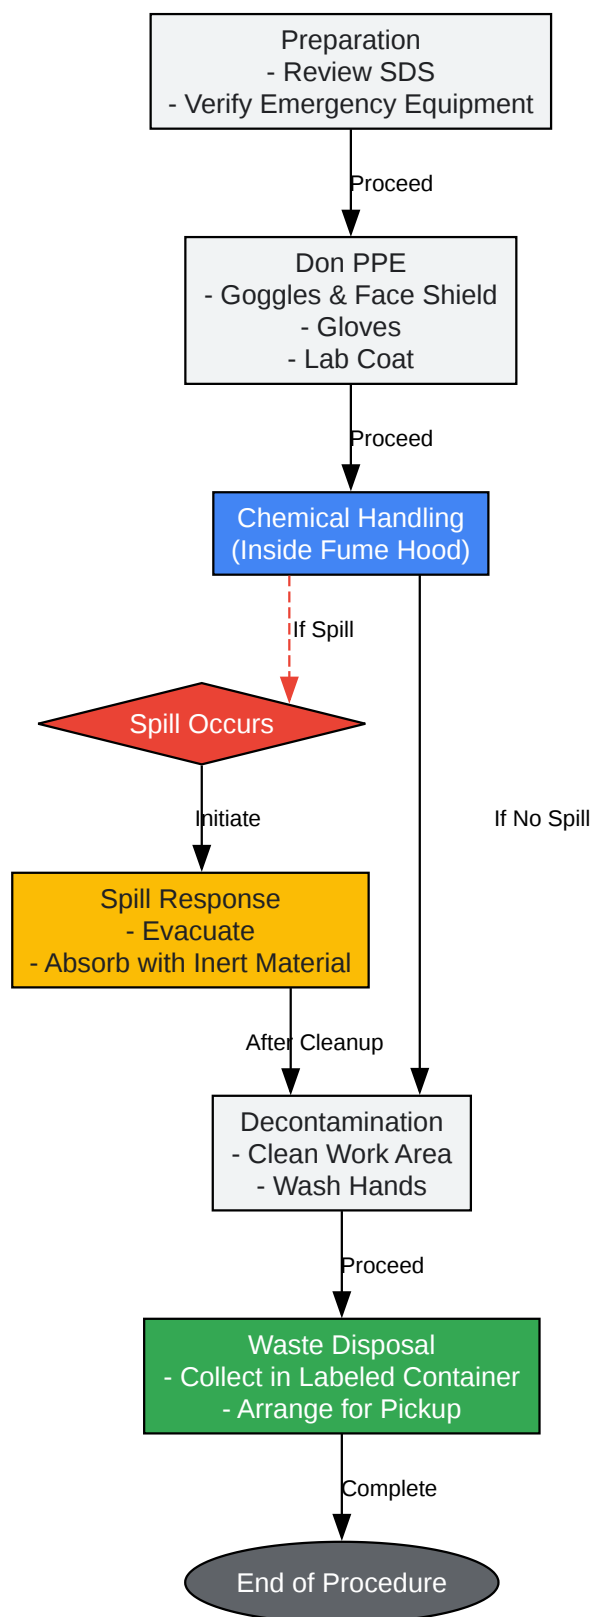 Preparation
- Review SDS
- Verify Emergency Equipment
Proceed
Don PPE
- Goggles & Face Shield
- Gloves
- Lab Coat
Proceed
Chemical Handling
(Inside Fume Hood)
If Spill
Spill Occurs
Initiate
If No Spill
Spill Response
- Evacuate
- Absorb with Inert Material
After Cleanup
Decontamination
- Clean Work Area
- Wash Hands
Proceed
Waste Disposal
- Collect in Labeled Container
- Arrange for Pickup
Complete
End of Procedure